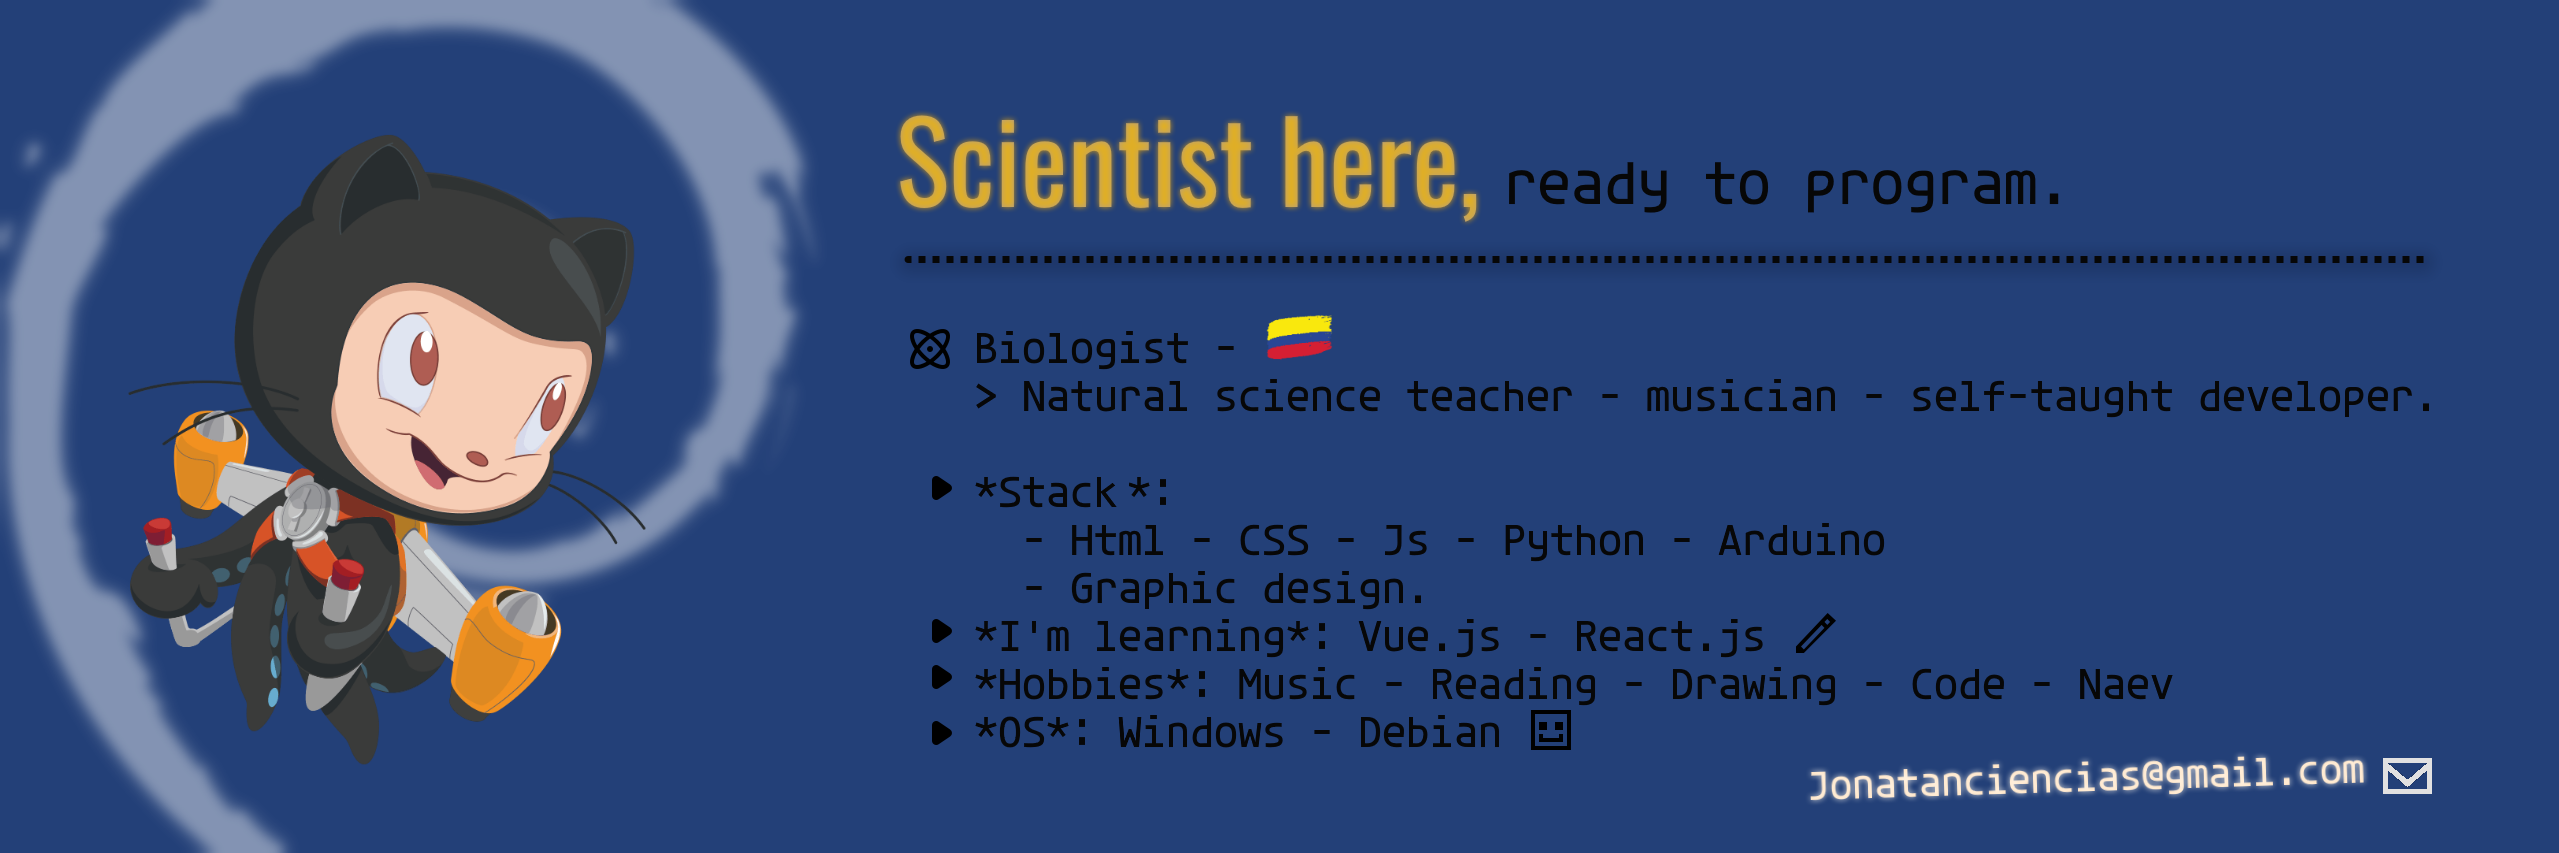 Scientist here, ready to program.
Biologist -
> Natural science teacher - musician - self-taught developer.
*Stack *:
- Html - CSS - Js - Python - Arduino
- Graphic design.
*I'm learning*: Vue.js - React.js
*Hobbies*: Music - Reading - Drawing - Code - Naev
*OS*: Windows - Debian
Jonatanciencias@gmail.com